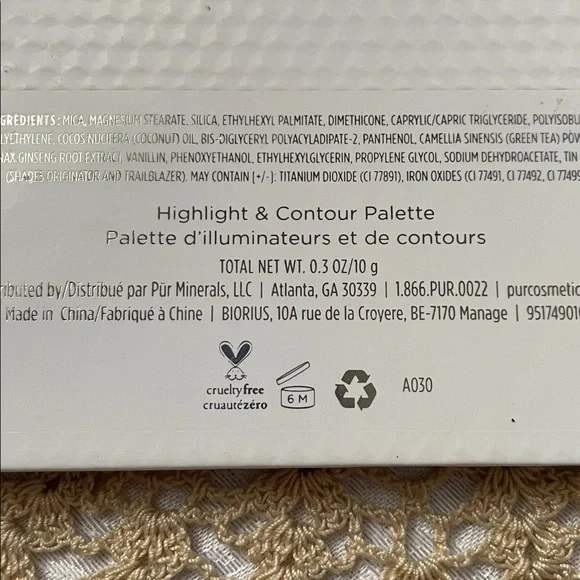 GREDIENTS: MICA, MAGNESIUM STEARATE, SILICA, ETHYLHEXYL PALMITATE, DIMETHICONE, CAPRYLIC/CAPRIC TRIGLYCERIDE, POLYISOBU
LYETHYLENE, COCOS NUCIFERA (COCONUT) OIL, BIS-DIGLYCERYL POLYACYLADIPATE-2, PANTHENOL, CAMELLIA SINENSIS (GREEN TEA) POW
NAX GINSENG ROOT EXTRACT, VANILLIN, PHENOXYETHANOL, ETHYLHEXYLGLYCERIN, PROPYLENE GLYCOL, SODIUM DEHYDROACETATE, TIN
(SHADES ORIGINATOR AND TRAILBLAZER). MAY CONTAIN [+/-]: TITANIUM DIOXIDE (CI 77891), IRON OXIDES (CI 77491, CI 77492, CI 77499
Highlight & Contour Palette
Palette d'illuminateurs et de contours
TOTAL NET WT. 0.3 OZ/10 g
ributed by/Distribué par Pür Minerals, LLC | Atlanta, GA 30339 | 1.866.PUR.0022 | purcosmetic
Made in China/Fabriqué à Chine | BIORIUS, 10A rue de la Croyere, BE-7170 Manage | 95174901
crueltyfree
cruautézéro
6 M
A030